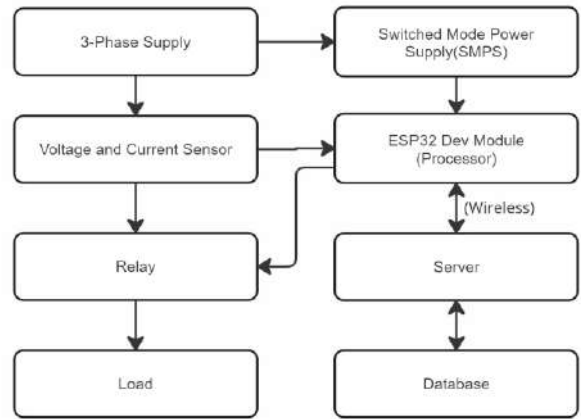 3-Phase Supply
Switched Mode Power
Supply(SMPS)
Voltage and Current Sensor
ESP32 Dev Module
(Processor)
(Wireless)
Relay
Server
Load
Database